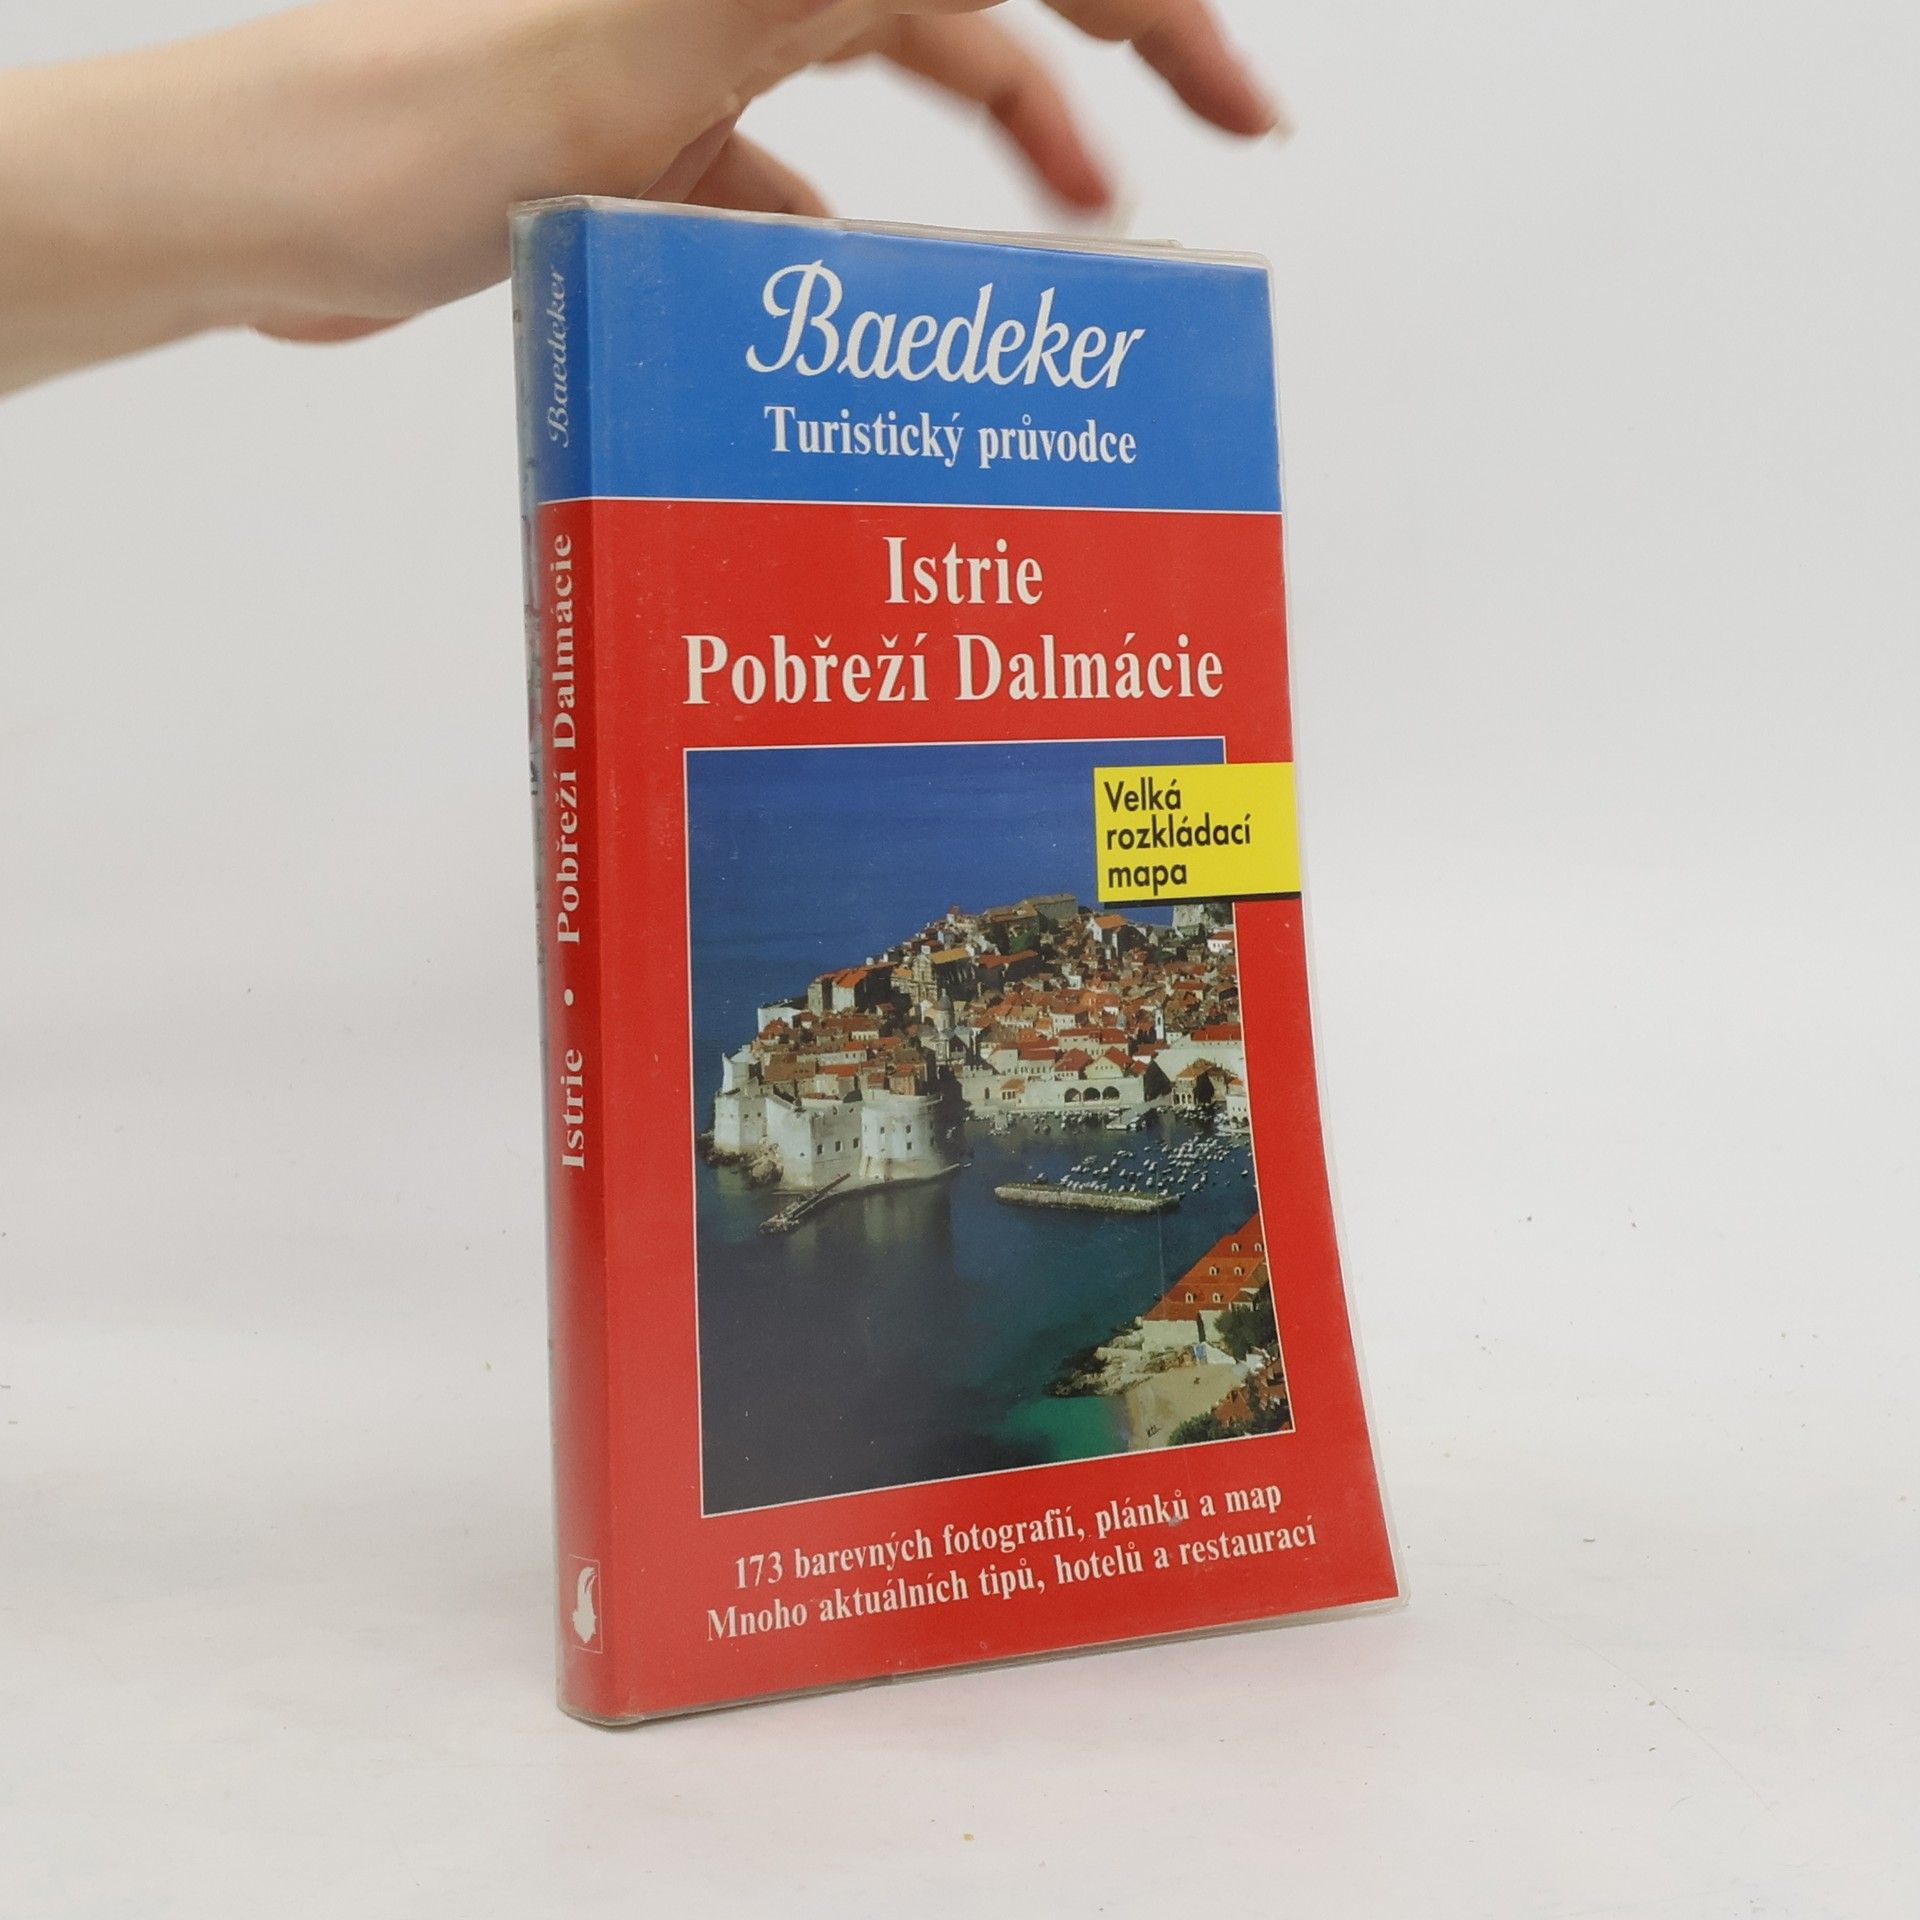 Baedeker
Turistický průvodce
Istrie
Pobřeží Dalmácie
Velká
rozkládací
mapa
173 barevných fotografií, plánků a map
Mnoho aktuálních tipů, hotelů a restaurací
Baedeker
Istrie • Pobřeží Dalmácie